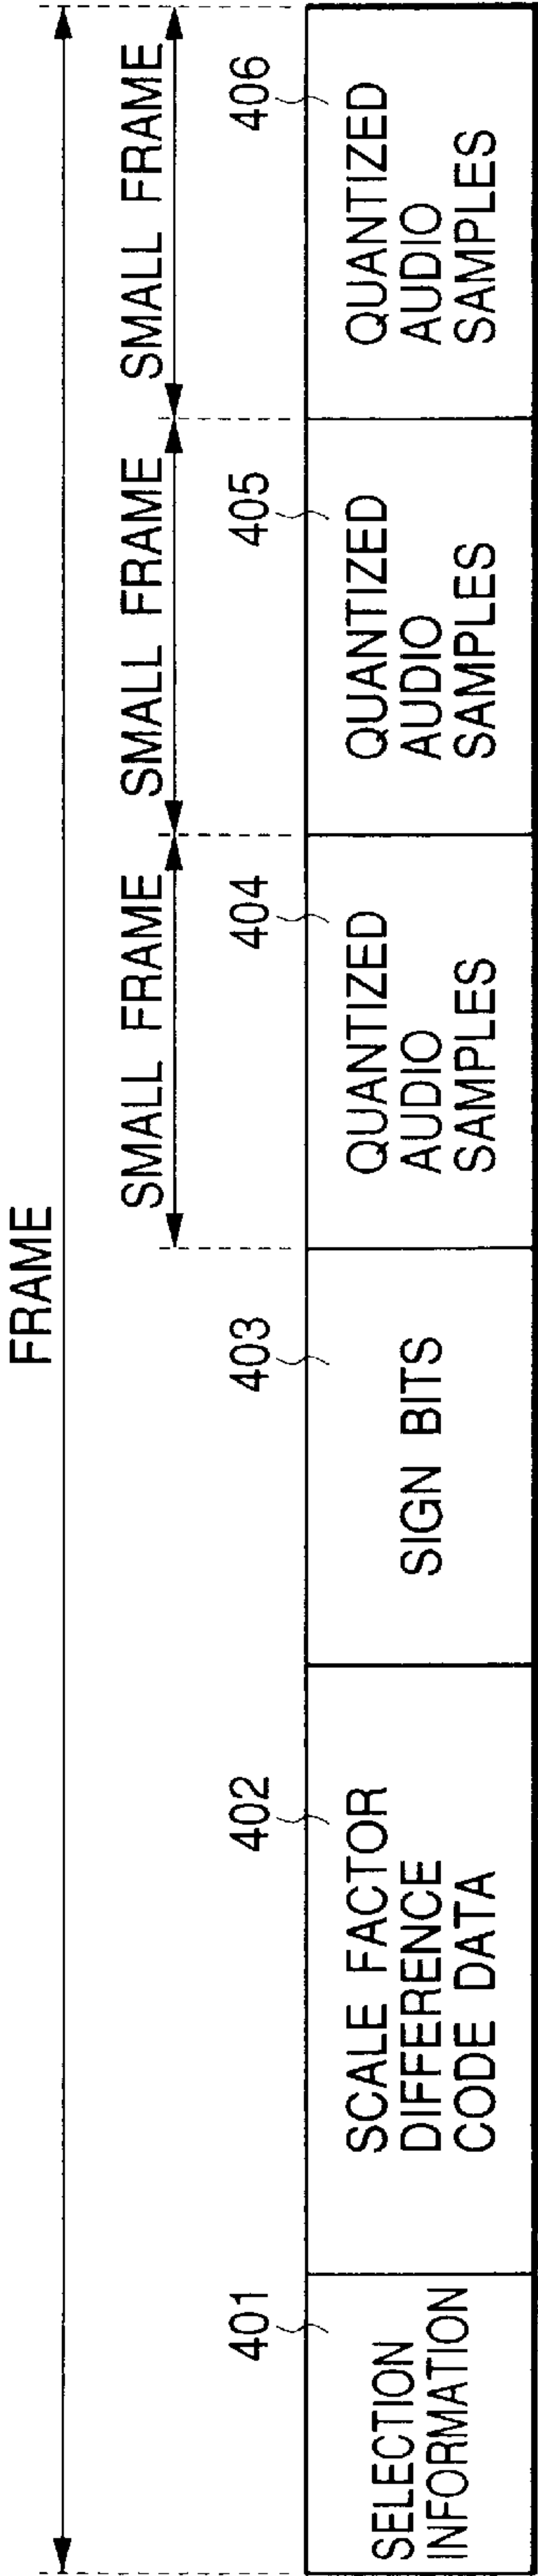 FRAME
SMALL FRAME
SMALL FRAME
SMALL FRAME
401
402
403
404
405
406
SELECTION
INFORMATION
SCALE FACTOR
DIFFERENCE
CODE DATA
SIGN BITS
QUANTIZED
AUDIO
SAMPLES
QUANTIZED
AUDIO
SAMPLES
QUANTIZED
AUDIO
SAMPLES